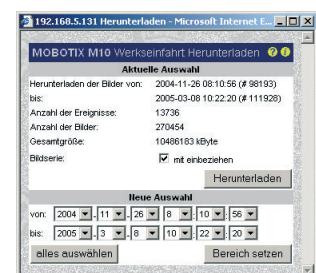 192.168.5.131 Herunterladen - Microsoft Internet E...
MOBOTIX M10 Werkseinfahrt Herunterladen
Aktuelle Auswahl
Herunterladen der Bilder von: 2004-11-26 08:10:56 (# 98193)
bis: 2005-03-08 10:22:20 (# 111928)
Anzahl der Ereignisse: 13736
Anzahl der Bilder: 270454
Gesamtgröße: 10486183 kByte
Bildserie: mit einbeziehen
Herunterladen
Neue Auswahl
von: 2004 - 11 - 26 8 : 10 : 56
bis: 2005 - 3 - 8 10 : 22 : 20
alles auswählen Bereich setzen